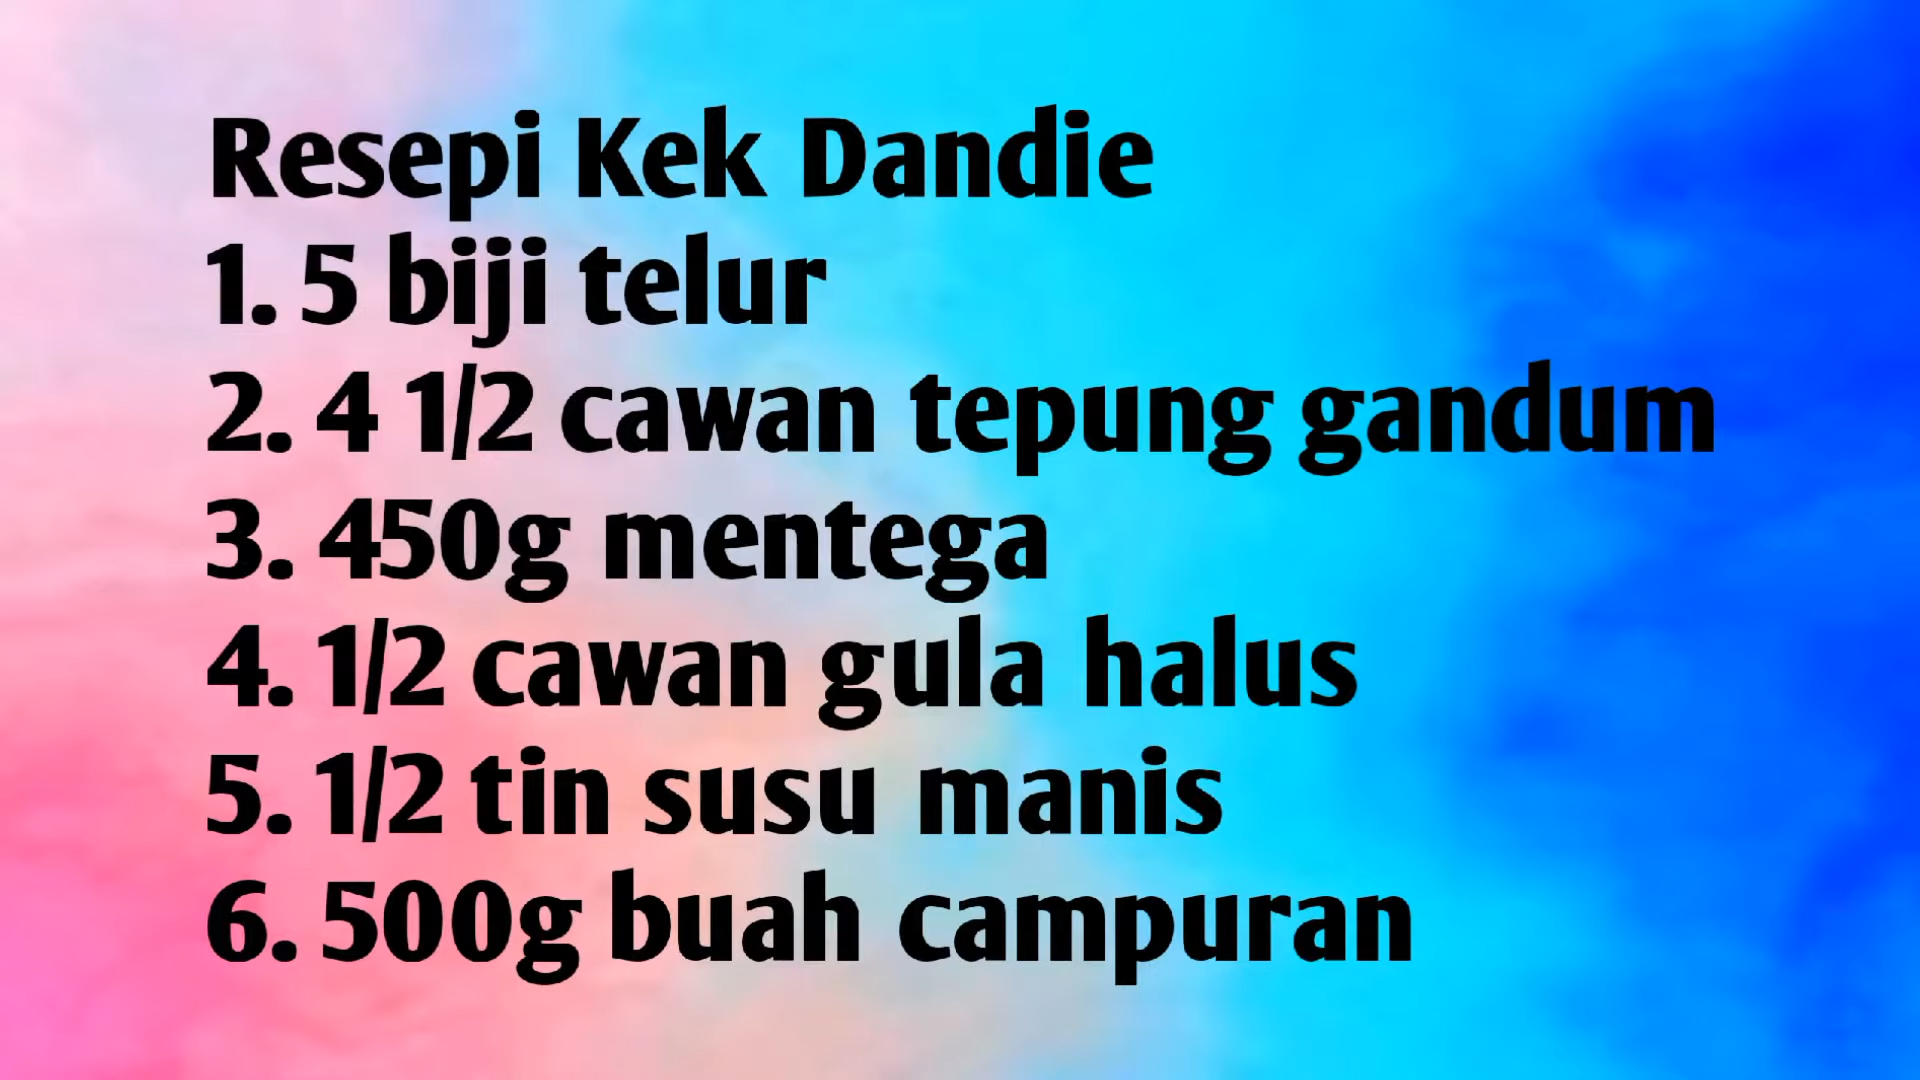 Resepi Kek Dandie
1. 5 biji telur
2. 4 1/2 cawan tepung gandum
3. 450g mentega
4. 1/2 cawan gula halus
5. 1/2 tin susu manis
6. 500g buah campuran